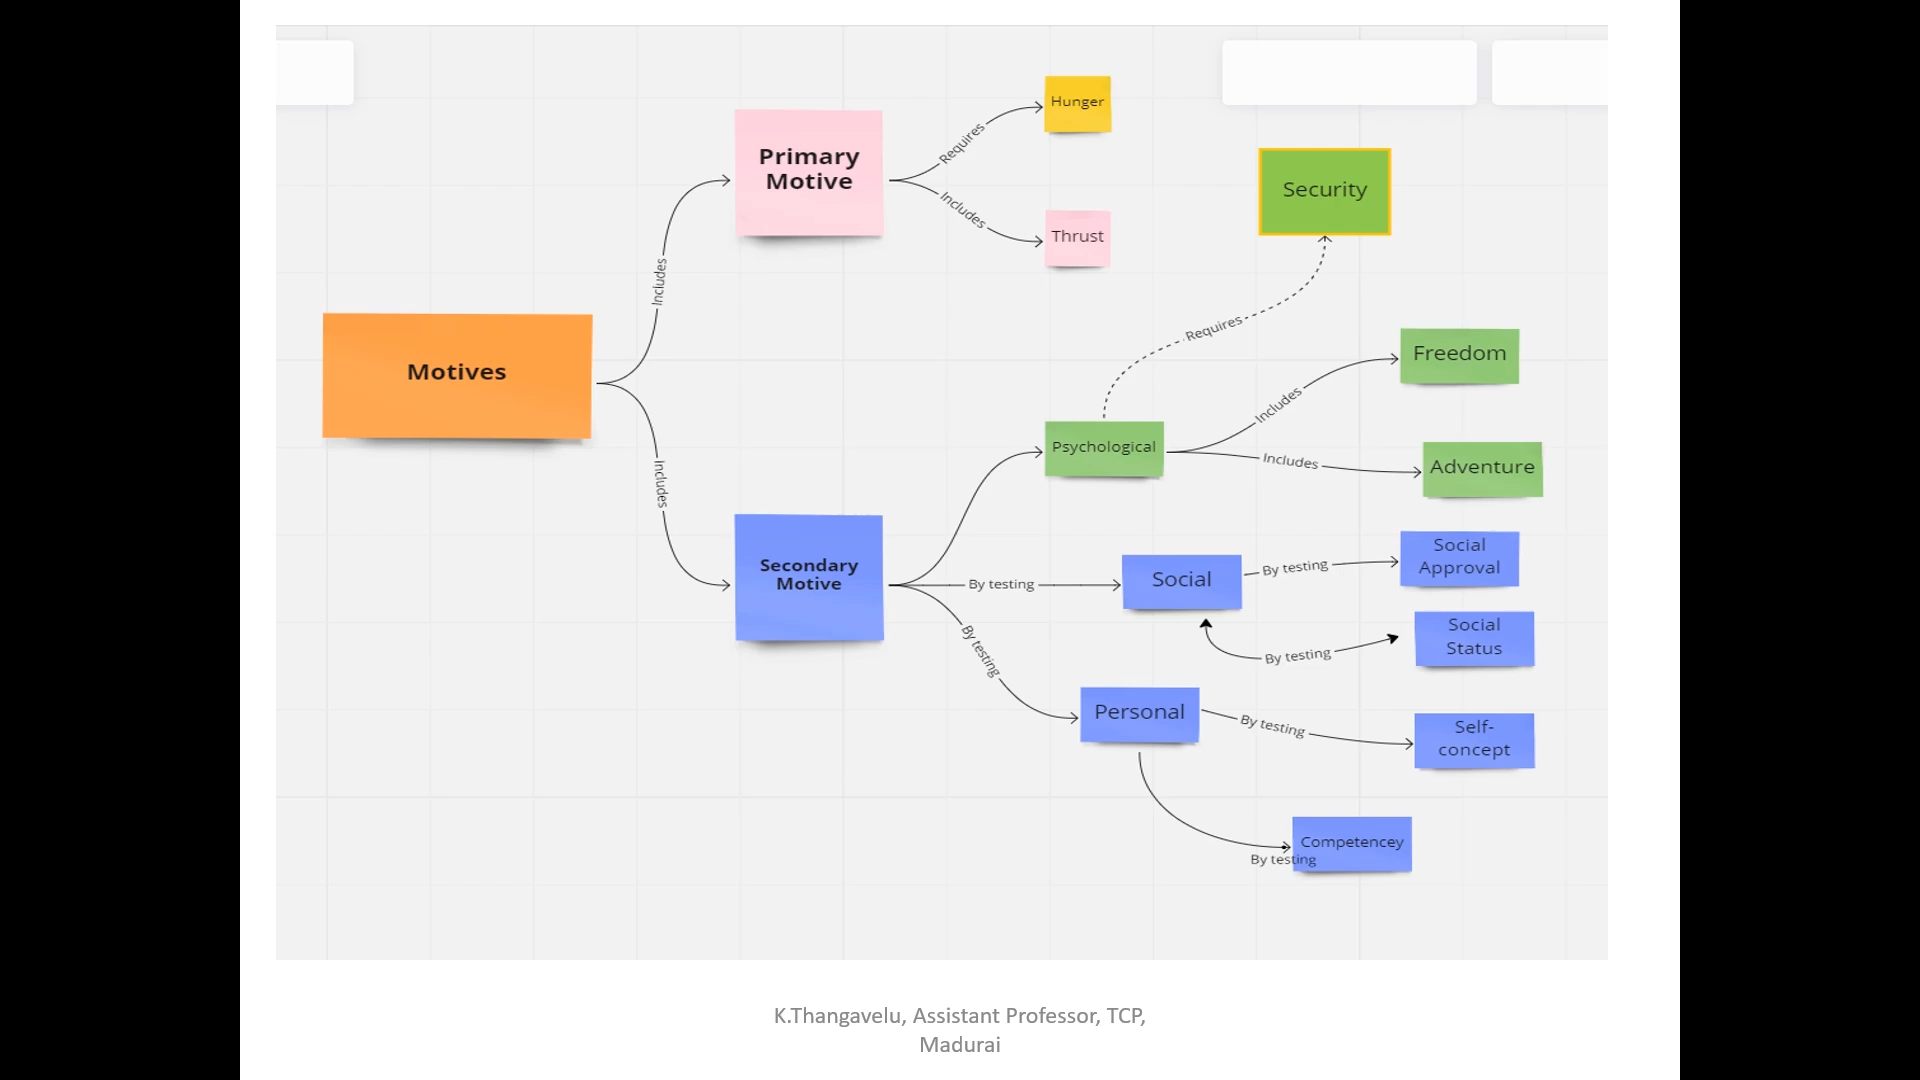 Hunger
Primary
Motive
Requires
Includes
Thrust
Security
Includes
Requires
Motives
Freedom
Includes
Psychological
Includes
Adventure
Includes
Secondary
Motive
By testing
Social
By testing
Social
Approval
By testing
Social
Status
By testing
Personal
By testing
Self-
concept
Competencey
By testing
K.Thangavelu, Assistant Professor, TCP,
Madurai